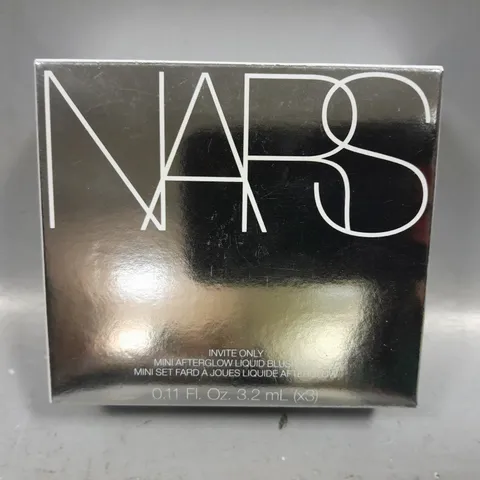 NARS
INVITE ONLY
MINI AFTERGLOW LIQUID BLUSH
MINI SET FARD À JOUES LIQUIDE AFTERGLOW
0.11 Fl. Oz. 3.2 mL (x3)